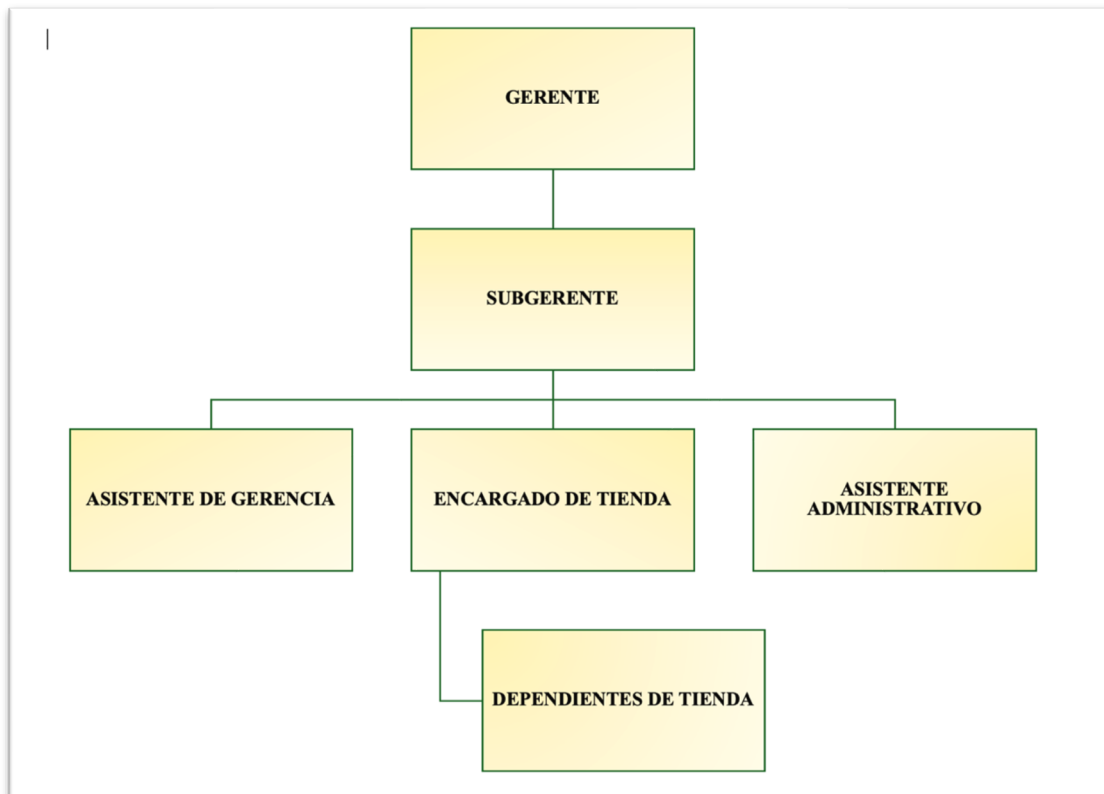 GERENTE
SUBGERENTE
ASISTENTE DE GERENCIA
ENCARGADO DE TIENDA
ASISTENTE
ADMINISTRATIVO
DEPENDIENTES DE TIENDA